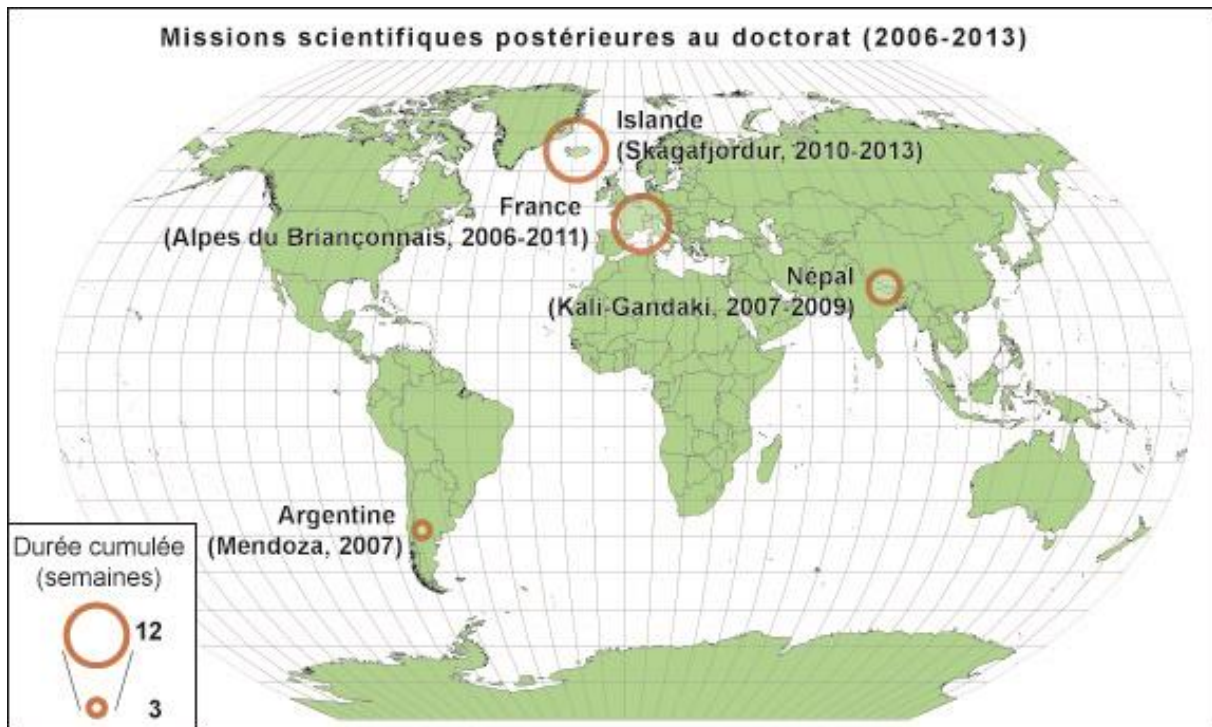 Missions scientifiques postérieures au doctorat (2006-2013)
Islande
(Skagafjordur, 2010-2013)
France
(Alpes du Briançonnais, 2006-2011)
Népal
(Kali-Gandaki, 2007-2009)
Argentine
(Mendoza, 2007)
Durée cumulée
(semaines)
12
3